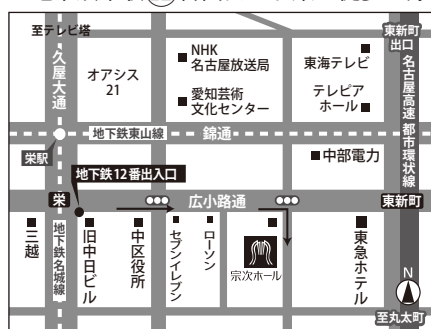 至テレビ塔
久屋大通
オアシス
21
NHK
名古屋放送局
愛知芸術
文化センター
東海テレビ
テレピア
ホール
東新町
出口
名古屋高速 都市環状線
地下鉄東山線
錦通
栄駅
地下鉄12番出入口
中部電力
栄
広小路通
東新町
三越
地下鉄名城線
旧中日ビル
中区役所
セブンイレブン
ローソン
宗次ホール
東急ホテル
N
至丸太町